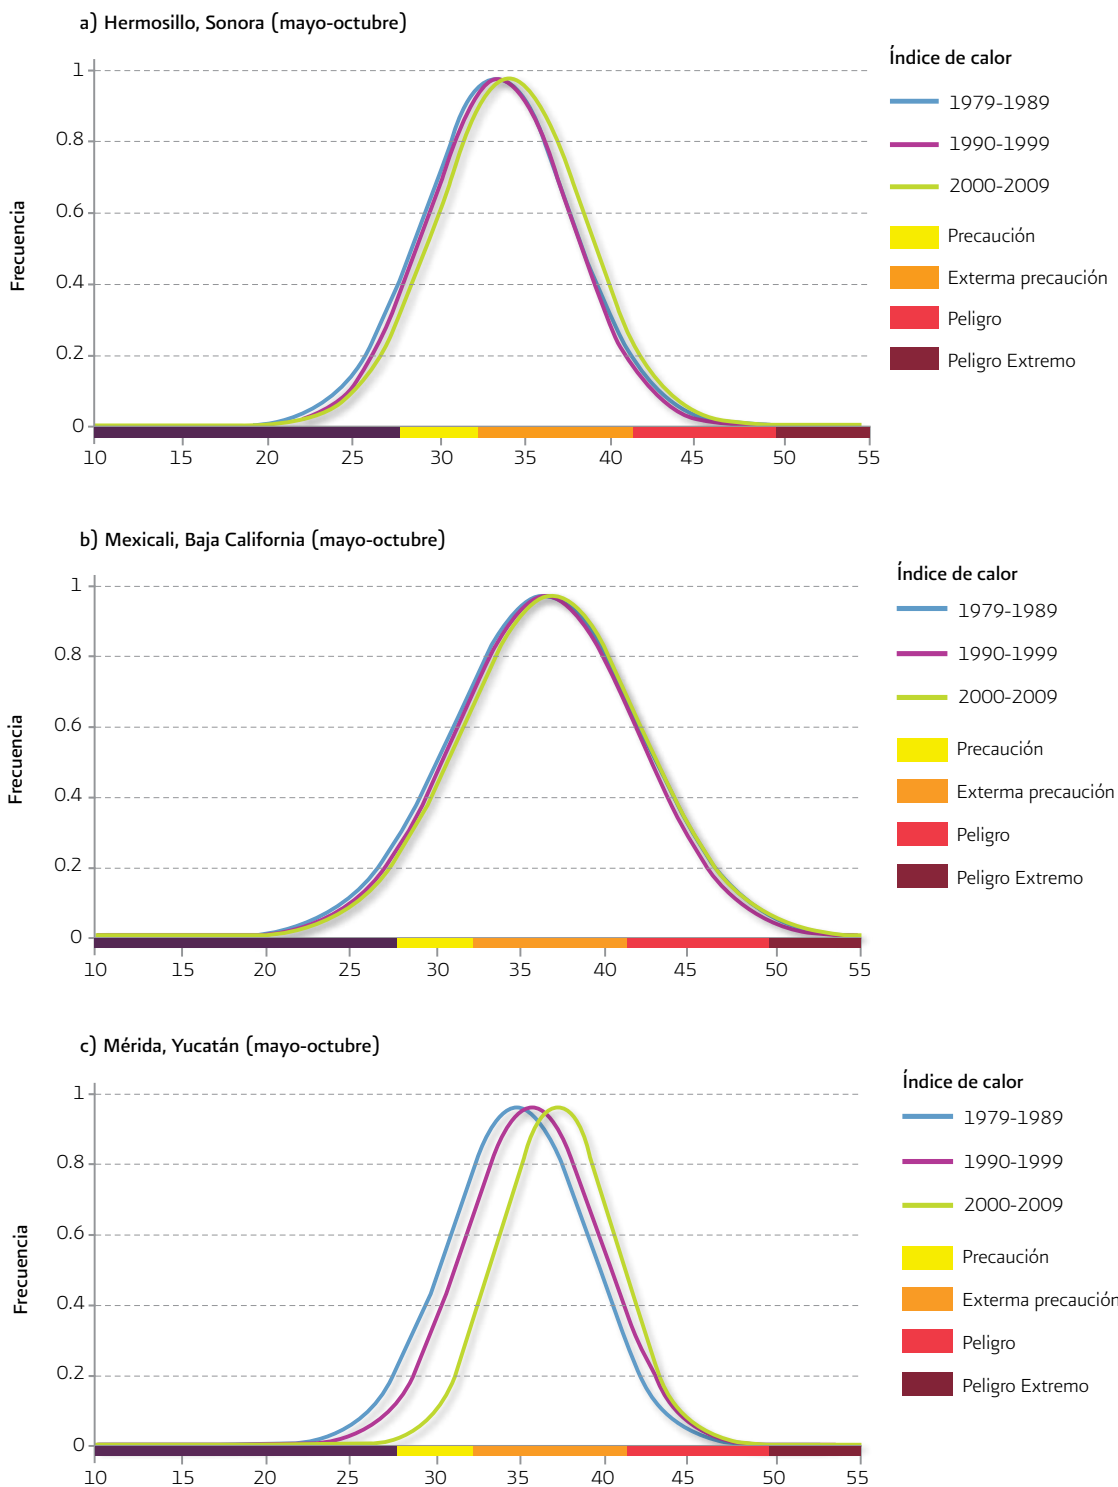 a) Hermosillo, Sonora (mayo-octubre)
Índice de calor
1979-1989
1990-1999
2000-2009
Precaución
Exterma precaución
Peligro
Peligro Extremo
Frecuencia
1
0.8
0.6
0.4
0.2
0
10 15 20 25 30 35 40 45 50 55
b) Mexicali, Baja California (mayo-octubre)
Índice de calor
1979-1989
1990-1999
2000-2009
Precaución
Exterma precaución
Peligro
Peligro Extremo
Frecuencia
1
0.8
0.6
0.4
0.2
0
10 15 20 25 30 35 40 45 50 55
c) Mérida, Yucatán (mayo-octubre)
Índice de calor
1979-1989
1990-1999
2000-2009
Precaución
Exterma precaución
Peligro
Peligro Extremo
Frecuencia
1
0.8
0.6
0.4
0.2
0
10 15 20 25 30 35 40 45 50 55